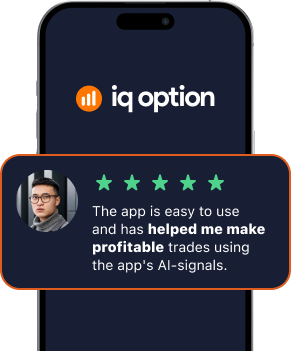 iq option
The app is easy to use
and has helped me make
profitable trades using
the app's AI-signals.